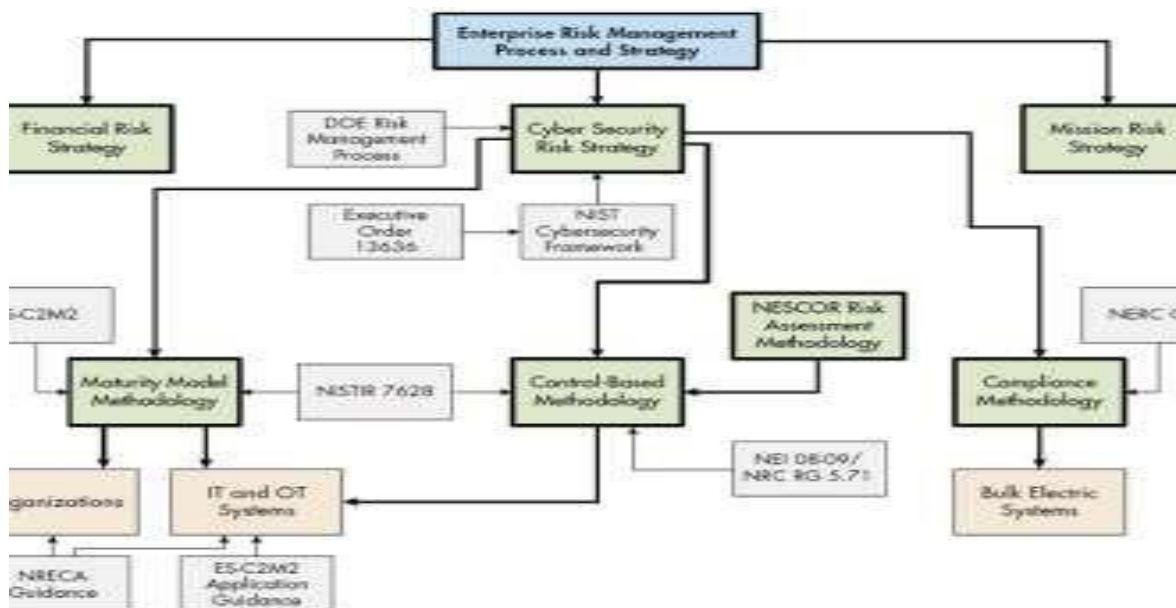 Enterprise Risk Management
Process and Strategy
Financial Risk
Strategy
DOE Risk
Management
Process
Cyber Security
Risk Strategy
Mission Risk
Strategy
Executive
Order
13636
NIST
Cybersecurity
Framework
S-C2M2
NESCOR Risk
Assessment
Methodology
NERC
Maturity Model
Methodology
NISTIR 7628
Control-Based
Methodology
Compliance
Methodology
ganizations
IT and OT
Systems
NEI 08-09/
NRC RG 5.71
Bulk Electric
Systems
NRECA
Guidance
ES-C2M2
Application
Guidance